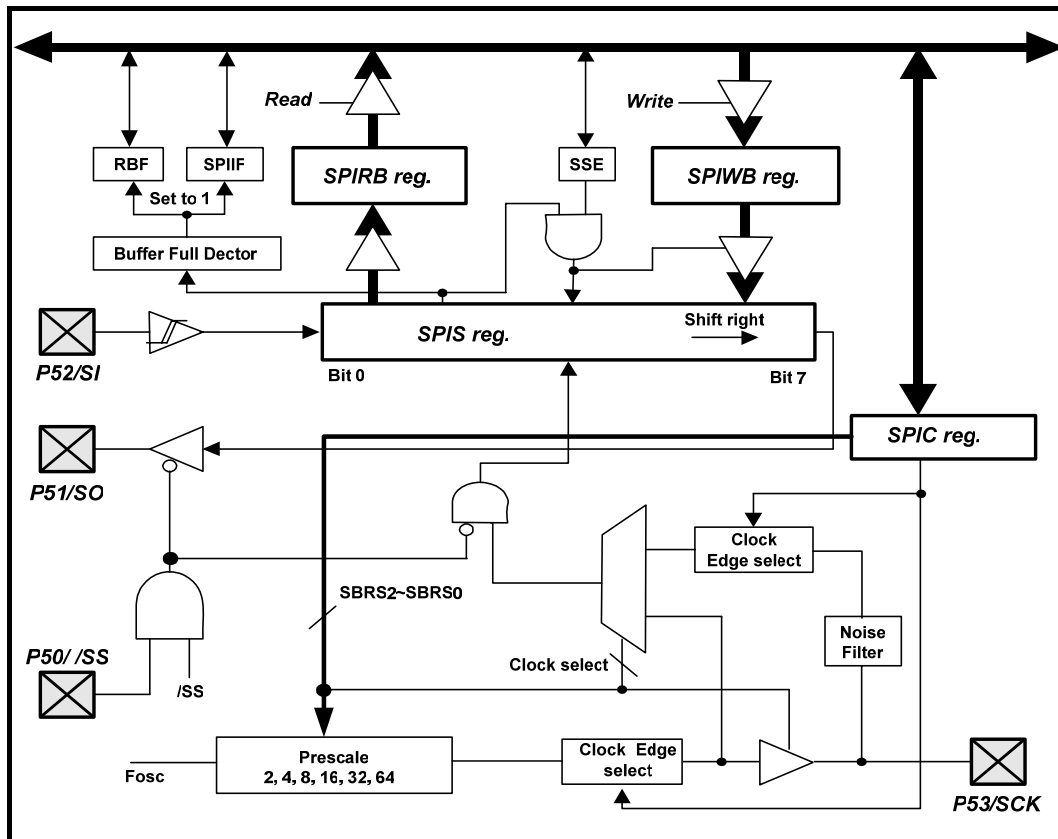 Read
Write
RBF
SPIIF
SPIRB reg.
SSE
SPIWB reg.
Set to 1
Buffer Full Dector
SPIS reg.
Shift right
P52/SI
Bit 0
Bit 7
SPIC reg.
P51/SO
Clock
Edge select
SBRS2~SBRS0
Noise
Filter
P50/ /SS
Clock select
/SS
Prescale
2, 4, 8, 16, 32, 64
Clock Edge
select
Fosc
P53/SCK